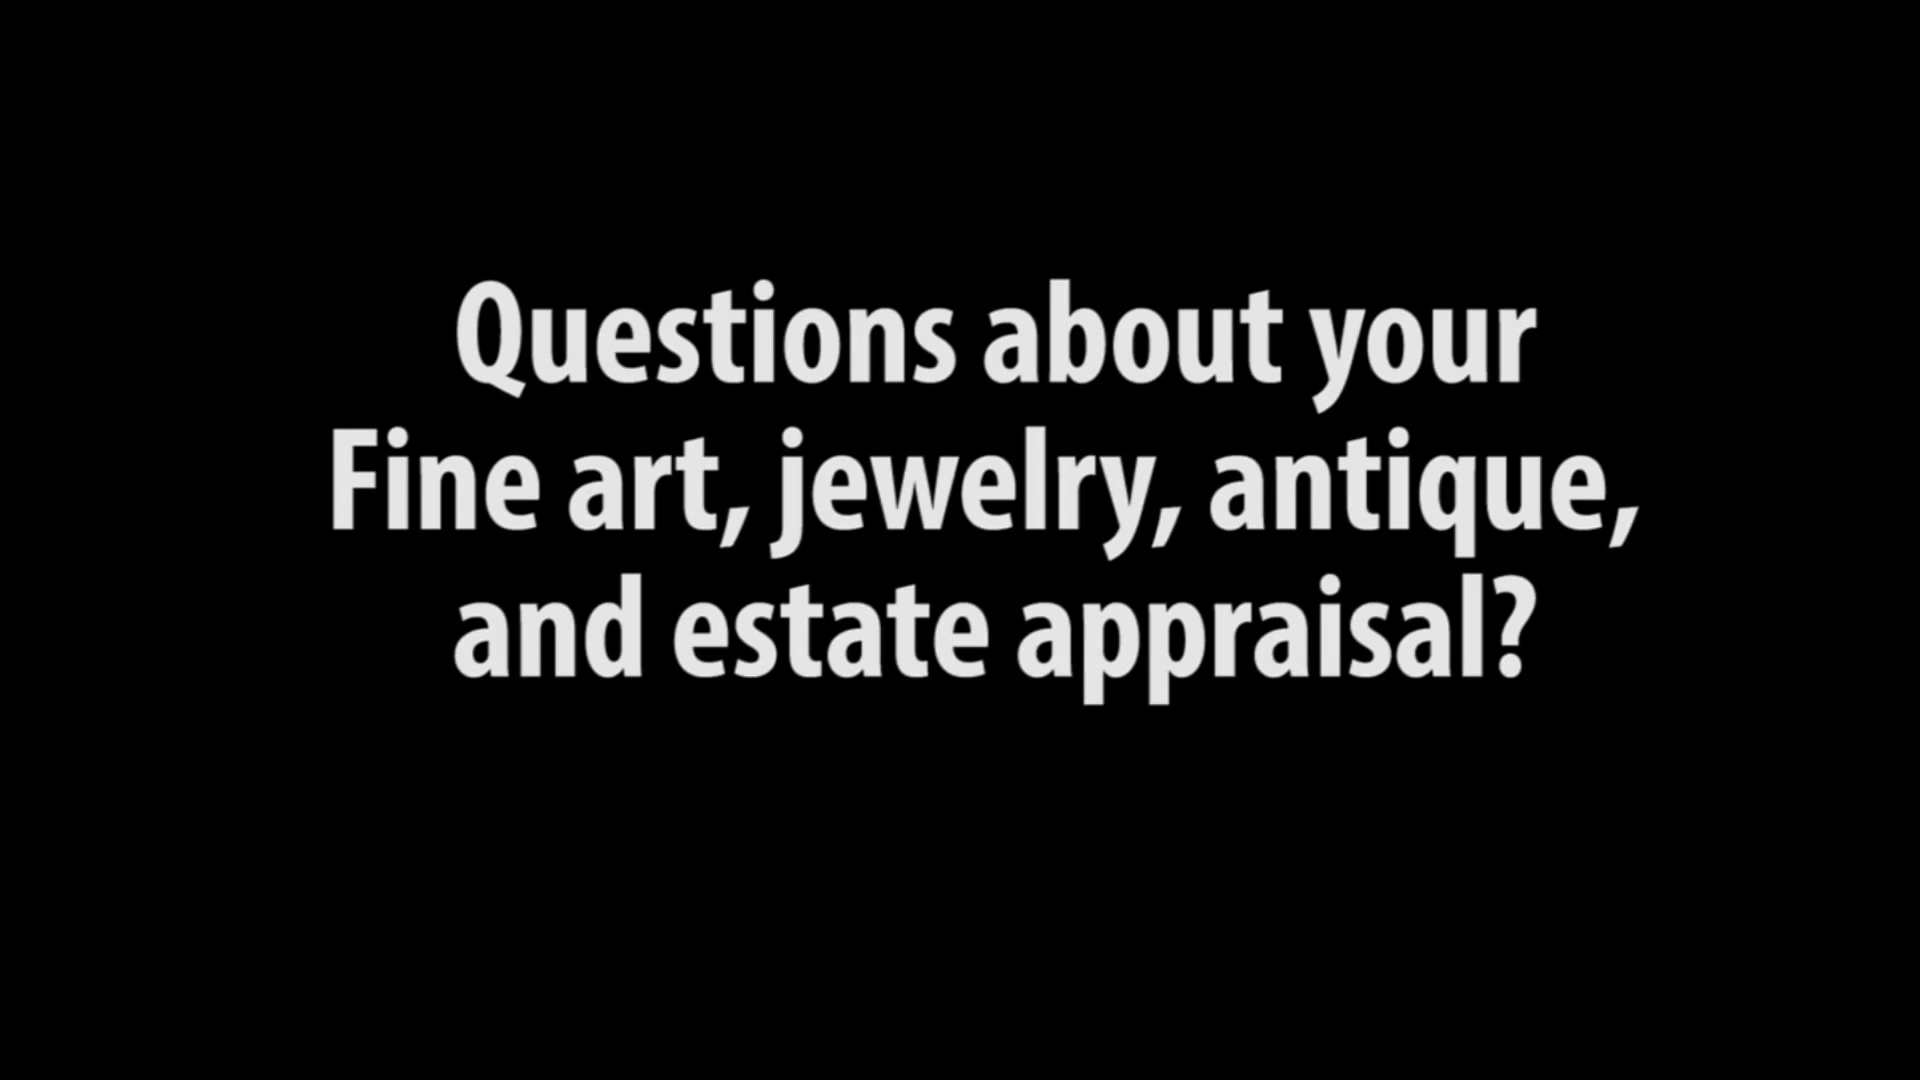 Questions about your
Fine art, jewelry, antique,
and estate appraisal?